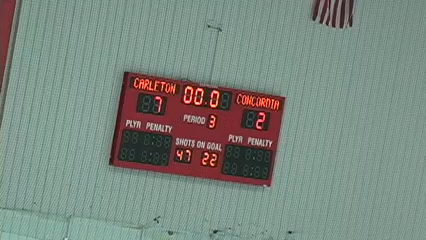 CARLETON 00.0 CONCORDIA
7 2
PERIOD 3
PLYR PENALTY PLYR PENALTY
SHOTS ON GOAL
47 22